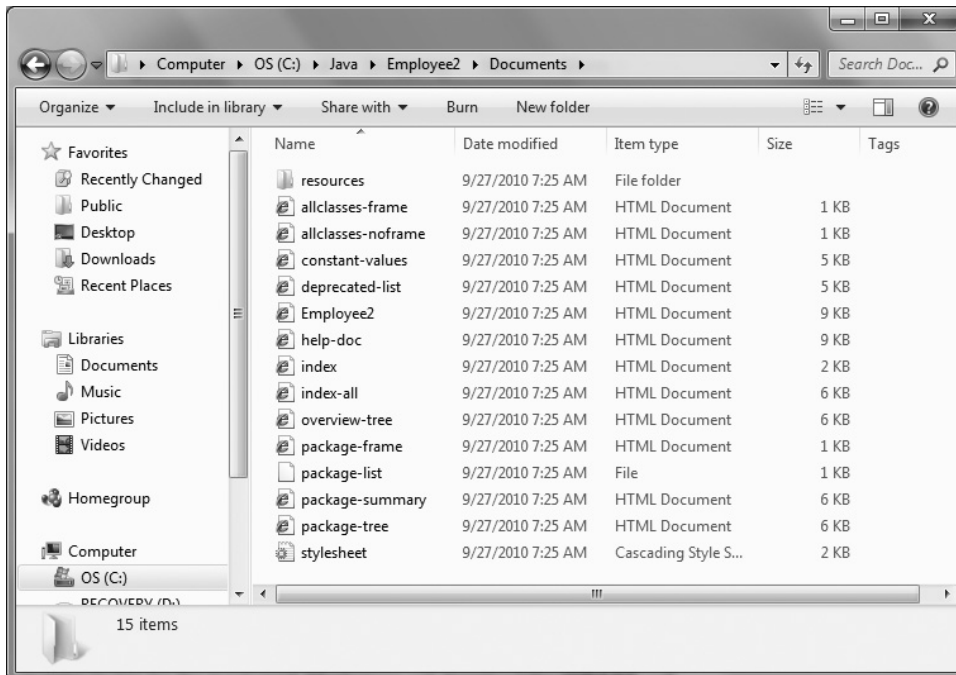 Computer OS (C:) Java Employee2 Documents Search Doc...
Organize Include in library Share with Burn New folder
Favorites
Recently Changed
Public
Desktop
Downloads
Recent Places
Libraries
Documents
Music
Pictures
Videos
Homegroup
Computer
OS (C:)
RECOVERY (D:)
Name Date modified Item type Size Tags
resources 9/27/2010 7:25 AM File folder
allclasses-frame 9/27/2010 7:25 AM HTML Document 1 KB
allclasses-noframe 9/27/2010 7:25 AM HTML Document 1 KB
constant-values 9/27/2010 7:25 AM HTML Document 5 KB
deprecated-list 9/27/2010 7:25 AM HTML Document 5 KB
Employee2 9/27/2010 7:25 AM HTML Document 9 KB
help-doc 9/27/2010 7:25 AM HTML Document 9 KB
index 9/27/2010 7:25 AM HTML Document 2 KB
index-all 9/27/2010 7:25 AM HTML Document 6 KB
overview-tree 9/27/2010 7:25 AM HTML Document 6 KB
package-frame 9/27/2010 7:25 AM HTML Document 1 KB
package-list 9/27/2010 7:25 AM File 1 KB
package-summary 9/27/2010 7:25 AM HTML Document 6 KB
package-tree 9/27/2010 7:25 AM HTML Document 6 KB
stylesheet 9/27/2010 7:25 AM Cascading Style S... 2 KB
15 items